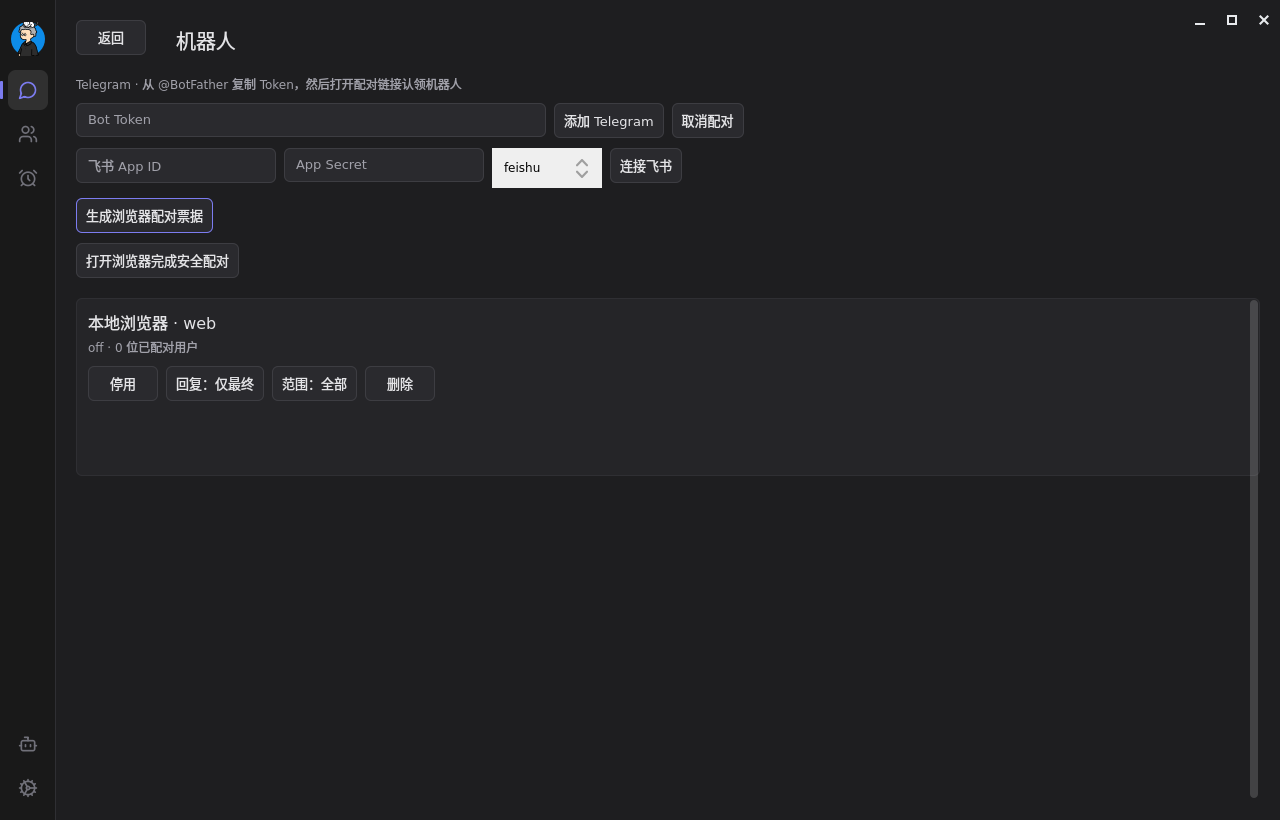 返回
机器人
Telegram · 从 @BotFather 复制 Token，然后打开配对链接认领机器人
Bot Token
添加 Telegram
取消配对
飞书 App ID
App Secret
feishu
连接飞书
生成浏览器配对票据
打开浏览器完成安全配对
本地浏览器 · web
off · 0 位已配对用户
停用
回复：仅最终
范围：全部
删除